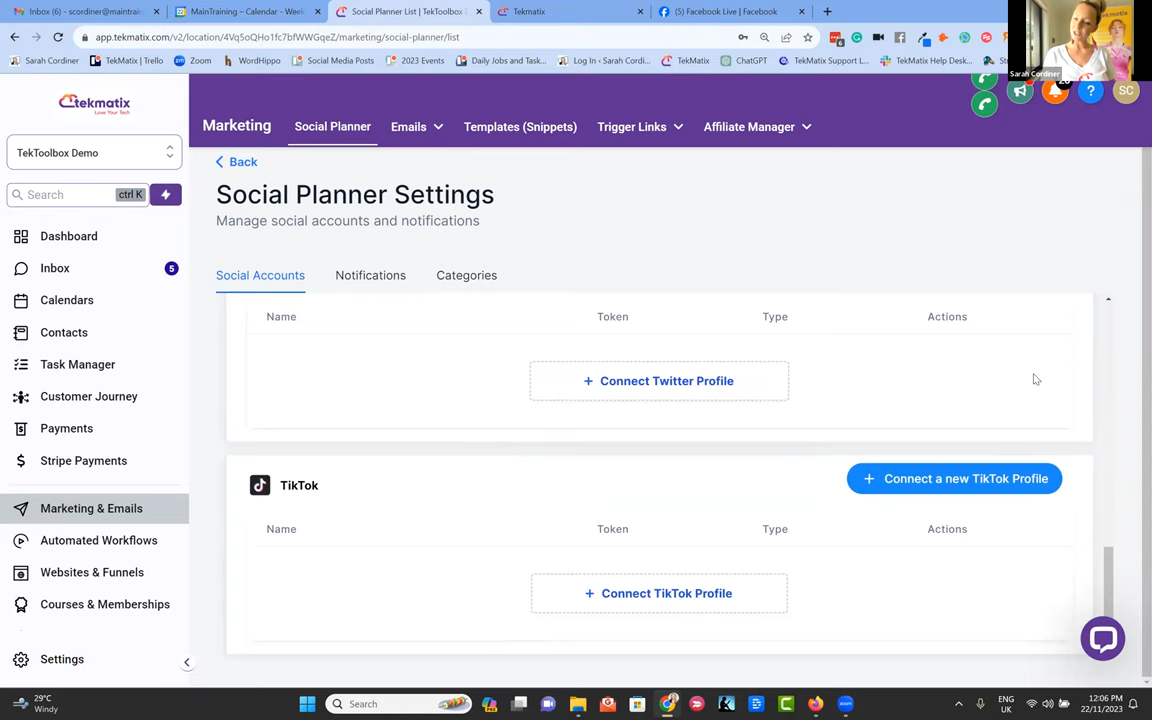 Inbox (6) - scordiner@maintrain
MainTraining - Calendar - Week
Social Planner List | TekToolbox
Tekmatix
(5) Facebook Live | Facebook
app.tekmatix.com/v2/location/4Vq5oQHo1fc7bfWWGqeZ/marketing/social-planner/list
Sarah Cordiner
TekMatix | Trello
Zoom
WordHippo
Social Media Posts
2023 Events
Daily Jobs and Task...
Log In ‹ Sarah Cordi...
TekMatix
ChatGPT
TekMatix Support L...
TekMatix Help Desk...
Sarah Cordiner
tekmatix
Love Your Tech
Marketing
Social Planner
Emails
Templates (Snippets)
Trigger Links
Affiliate Manager
?
SC
TekToolbox Demo
Search
ctrl K
Dashboard
Inbox
5
Calendars
Contacts
Task Manager
Customer Journey
Payments
Stripe Payments
Marketing & Emails
Automated Workflows
Websites & Funnels
Courses & Memberships
Settings
Back
Social Planner Settings
Manage social accounts and notifications
Social Accounts
Notifications
Categories
Name
Token
Type
Actions
+ Connect Twitter Profile
TikTok
+ Connect a new TikTok Profile
Name
Token
Type
Actions
+ Connect TikTok Profile
29°C
Windy
Search
ENG
UK
12:06 PM
22/11/2023